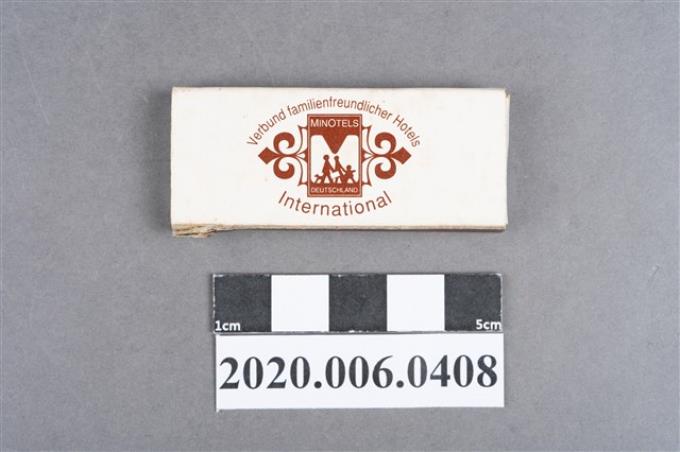 Verbund familienfreundlicher Hotels
MINOTELS
DEUTSCHLAND
International
1cm 5cm
2020.006.0408